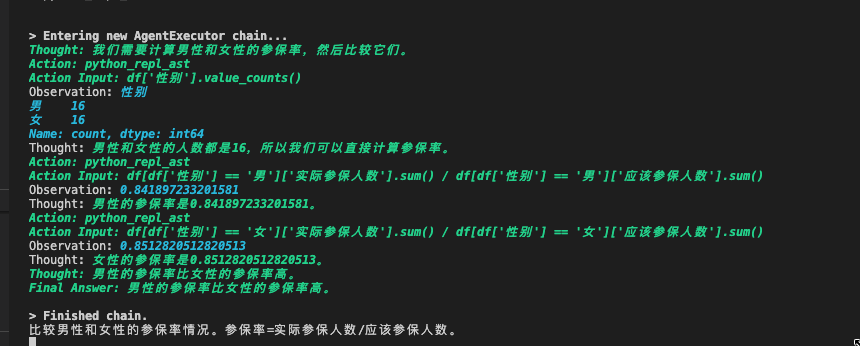 > Entering new AgentExecutor chain...
Thought: 我们需要计算男性和女性的参保率，然后比较它们。
Action: python_repl_ast
Action Input: df['性别'].value_counts()
Observation: 性别
男    16
女    16
Name: count, dtype: int64
Thought: 男性和女性的人数都是16，所以我们可以直接计算参保率。
Action: python_repl_ast
Action Input: df[df['性别'] == '男']['实际参保人数'].sum() / df[df['性别'] == '男']['应该参保人数'].sum()
Observation: 0.841897233201581
Thought: 男性的参保率是0.841897233201581。
Action: python_repl_ast
Action Input: df[df['性别'] == '女']['实际参保人数'].sum() / df[df['性别'] == '女']['应该参保人数'].sum()
Observation: 0.8512820512820513
Thought: 女性的参保率是0.8512820512820513。
Thought: 男性的参保率比女性的参保率高。
Final Answer: 男性的参保率比女性的参保率高。
> Finished chain.
比较男性和女性的参保率情况。参保率=实际参保人数/应该参保人数。